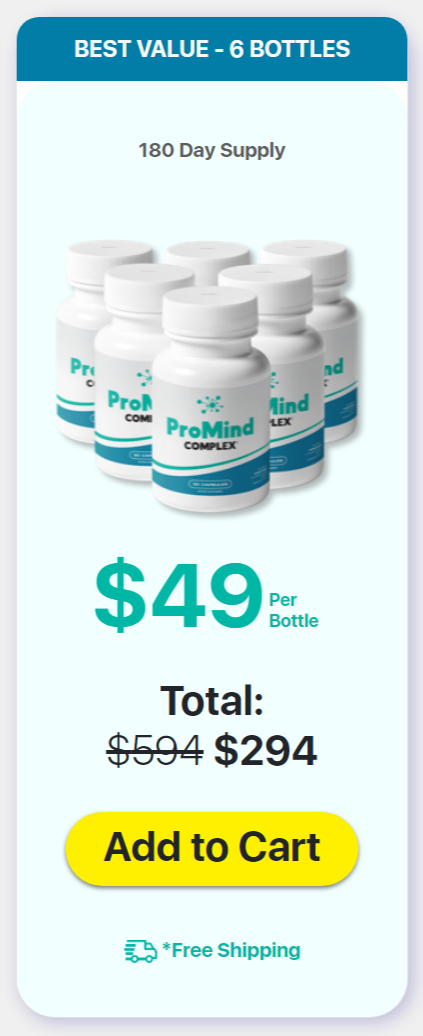 BEST VALUE - 6 BOTTLES
180 Day Supply
ProMind
COMPLEX
$49 Per
Bottle
Total:
$594 $294
Add to Cart
*Free Shipping